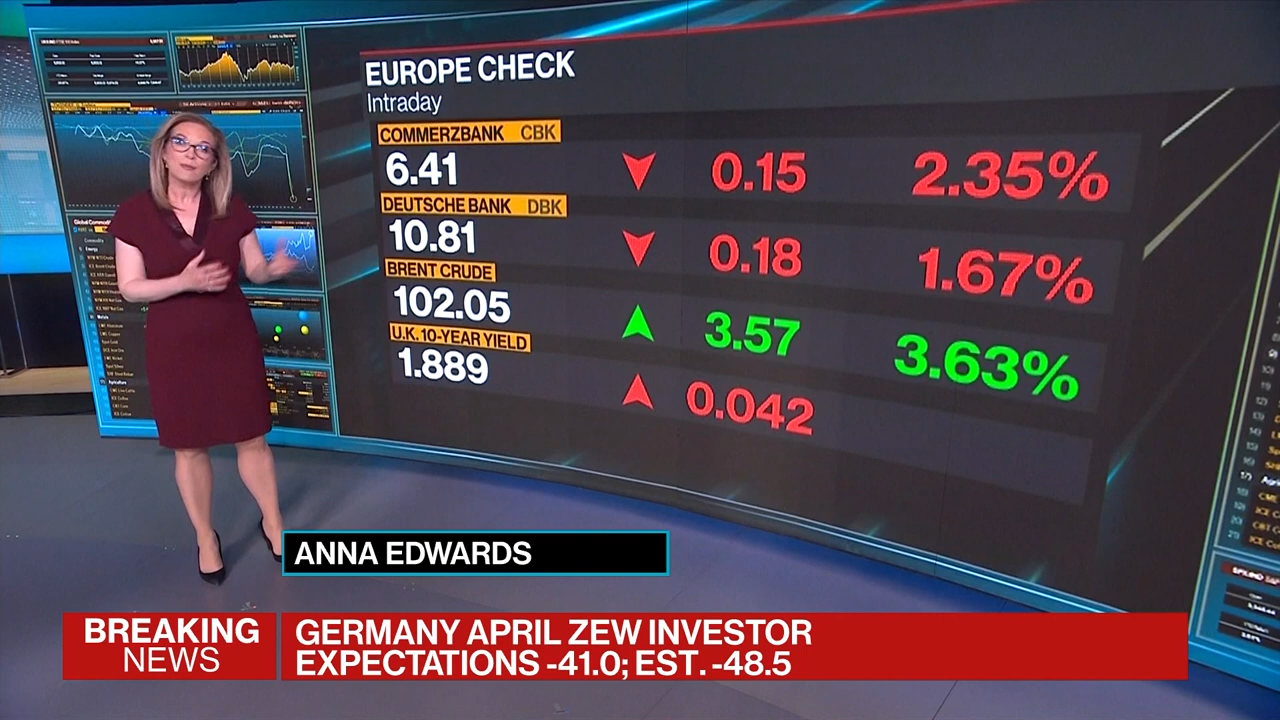 EUROPE CHECK
Intraday
COMMERZBANK CBK
6.41 0.15 2.35%
DEUTSCHE BANK DBK
10.81 0.18 1.67%
BRENT CRUDE
102.05 3.57 3.63%
U.K. 10-YEAR YIELD
1.889 0.042
ANNA EDWARDS
BREAKING
NEWS
GERMANY APRIL ZEW INVESTOR
EXPECTATIONS -41.0; EST. -48.5